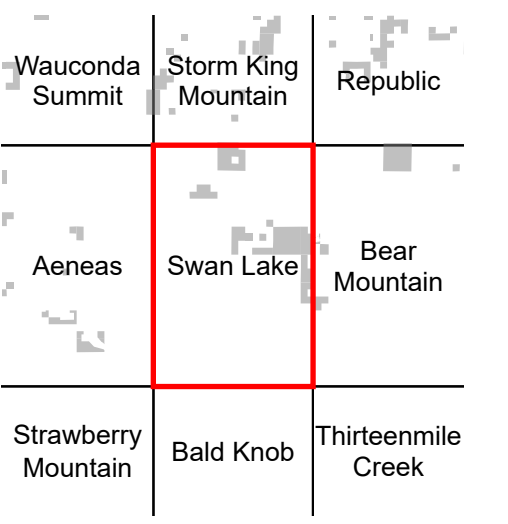 Wauconda
Summit
Storm King
Mountain
Republic
Aeneas
Swan Lake
Bear
Mountain
Strawberry
Mountain
Bald Knob
Thirteenmile
Creek